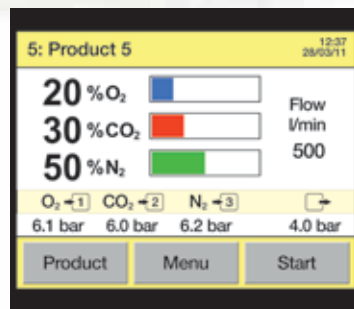 5: Product 5
12:37
28/03/11
20 % O₂
30 % CO₂
50 % N₂
Flow
l/min
500
O₂ 1 CO₂ 2 N₂ 3
6.1 bar 6.0 bar 6.2 bar 4.0 bar
Product Menu Start